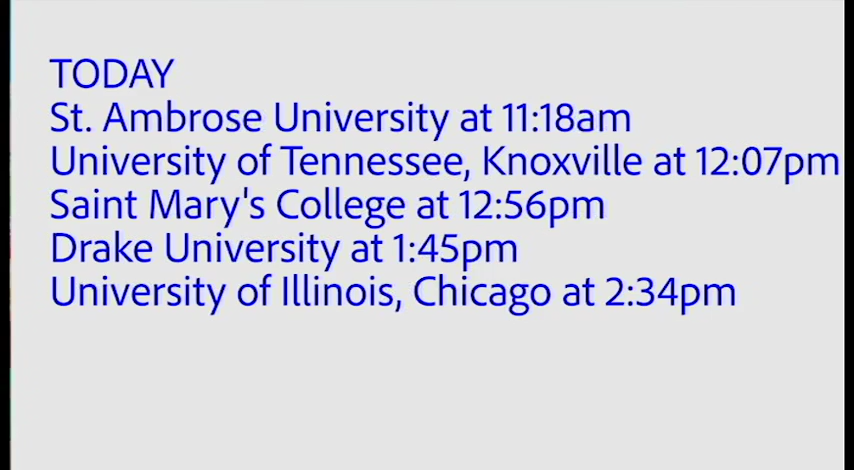 TODAY
St. Ambrose University at 11:18am
University of Tennessee, Knoxville at 12:07pm
Saint Mary's College at 12:56pm
Drake University at 1:45pm
University of Illinois, Chicago at 2:34pm